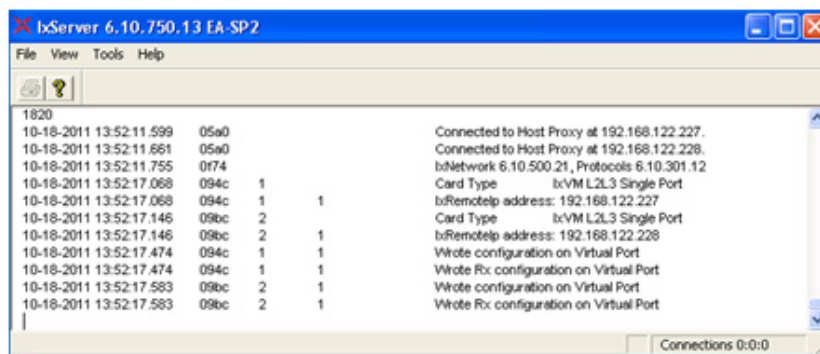 IxServer 6.10.750.13 EA-SP2
File View Tools Help
1820
10-18-2011 13:52:11.599 05a0 Connected to Host Proxy at 192.168.122.227.
10-18-2011 13:52:11.661 05a0 Connected to Host Proxy at 192.168.122.228.
10-18-2011 13:52:11.755 0f74 IxNetwork 6.10.500.21, Protocols 6.10.301.12
10-18-2011 13:52:17.068 094c 1 Card Type IxVM L2L3 Single Port
10-18-2011 13:52:17.068 094c 1 1 IxRemoteIp address: 192.168.122.227
10-18-2011 13:52:17.146 09bc 2 Card Type IxVM L2L3 Single Port
10-18-2011 13:52:17.146 09bc 2 1 IxRemoteIp address: 192.168.122.228
10-18-2011 13:52:17.474 094c 1 1 Wrote configuration on Virtual Port
10-18-2011 13:52:17.474 094c 1 1 Wrote Rx configuration on Virtual Port
10-18-2011 13:52:17.583 09bc 2 1 Wrote configuration on Virtual Port
10-18-2011 13:52:17.583 09bc 2 1 Wrote Rx configuration on Virtual Port
Connections 0:0:0